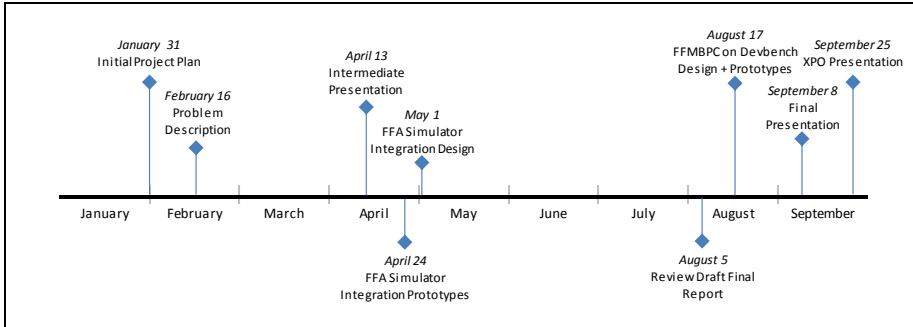 January 31
Initial Project Plan
February 16
Problem
Description
April 13
Intermediate
Presentation
May 1
FFA Simulator
Integration Design
August 17
FFMBPC on Devbench
Design + Prototypes
September 25
XPO Presentation
September 8
Final
Presentation
January
February
March
April
May
June
July
August
September
April 24
FFA Simulator
Integration Prototypes
August 5
Review Draft Final
Report